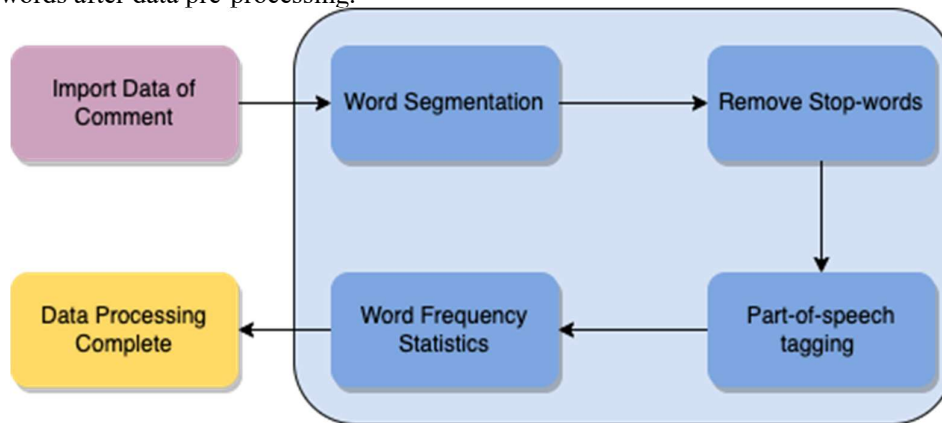 words after data pre-processing.
Import Data of
Comment
Word Segmentation
Remove Stop-words
Part-of-speech
tagging
Word Frequency
Statistics
Data Processing
Complete